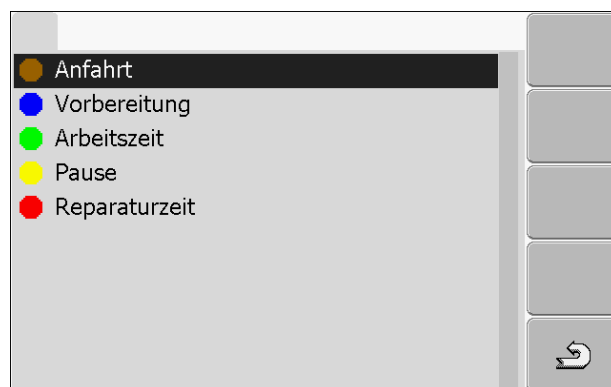 Anfahrt
Vorbereitung
Arbeitszeit
Pause
Reparaturzeit